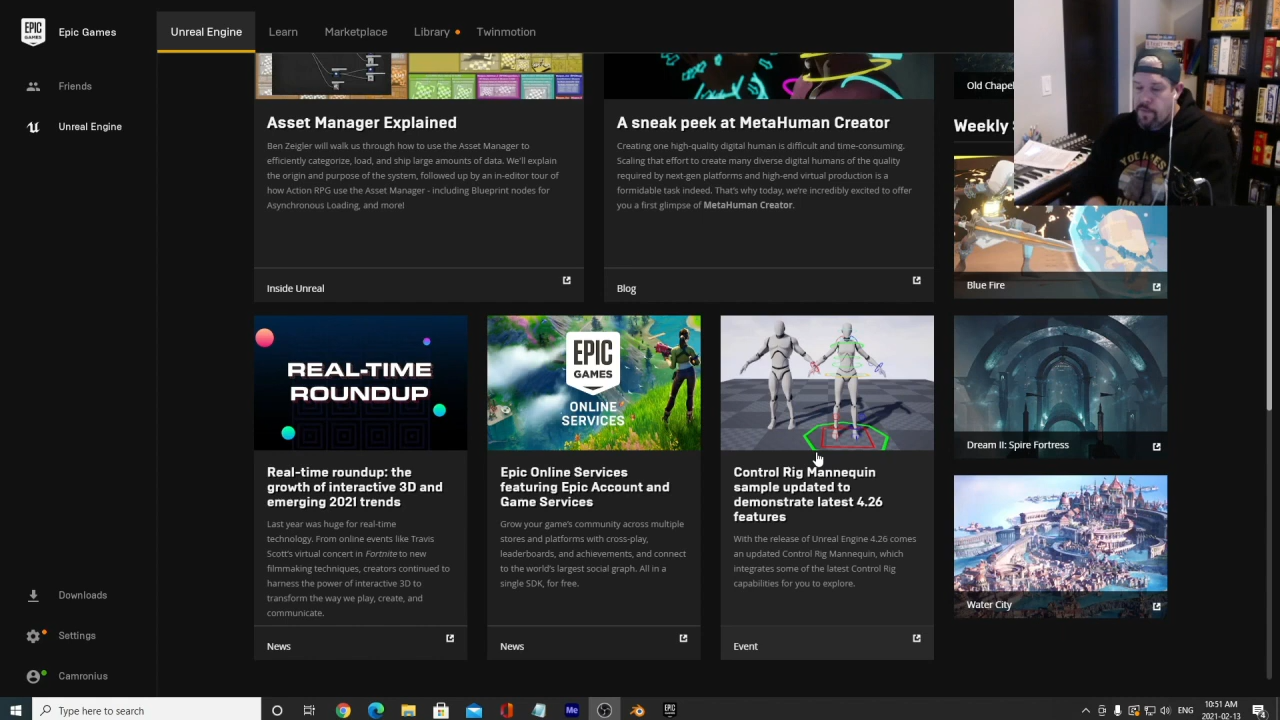 EPIC GAMES
Epic Games
Unreal Engine
Learn
Marketplace
Library
Twinmotion
Friends
Unreal Engine
Asset Manager Explained
Ben Zeigler will walk us through how to use the Asset Manager to
efficiently categorize, load, and ship large amounts of data. We'll explain
the origin and purpose of the system, followed up by an in-editor tour of
how Action RPG use the Asset Manager - including Blueprint nodes for
Asynchronous Loading, and more!
Inside Unreal
A sneak peek at MetaHuman Creator
Creating one high-quality digital human is difficult and time-consuming.
Scaling that effort to create many diverse digital humans of the quality
required by next-gen platforms and high-end virtual production is a
formidable task indeed. That's why today, we're incredibly excited to offer
you a first glimpse of MetaHuman Creator.
Blog
Old Chapel
Weekly
Blue Fire
Dream II: Spire Fortress
Water City
REAL-TIME
ROUNDUP
Real-time roundup: the
growth of interactive 3D and
emerging 2021 trends
Last year was huge for real-time
technology. From online events like Travis
Scott's virtual concert in Fortnite to new
filmmaking techniques, creators continued to
harness the power of interactive 3D to
transform the way we play, create, and
communicate.
News
EPIC
GAMES
ONLINE
SERVICES
Epic Online Services
featuring Epic Account and
Game Services
Grow your game's community across multiple
stores and platforms with cross-play,
leaderboards, and achievements, and connect
to the world's largest social graph. All in a
single SDK, for free.
News
Control Rig Mannequin
sample updated to
demonstrate latest 4.26
features
With the release of Unreal Engine 4.26 comes
an updated Control Rig Mannequin, which
integrates some of the latest Control Rig
capabilities for you to explore.
Event
Downloads
Settings
Camronius
Type here to search
Me
ENG
10:51 AM
2021-02-13
4